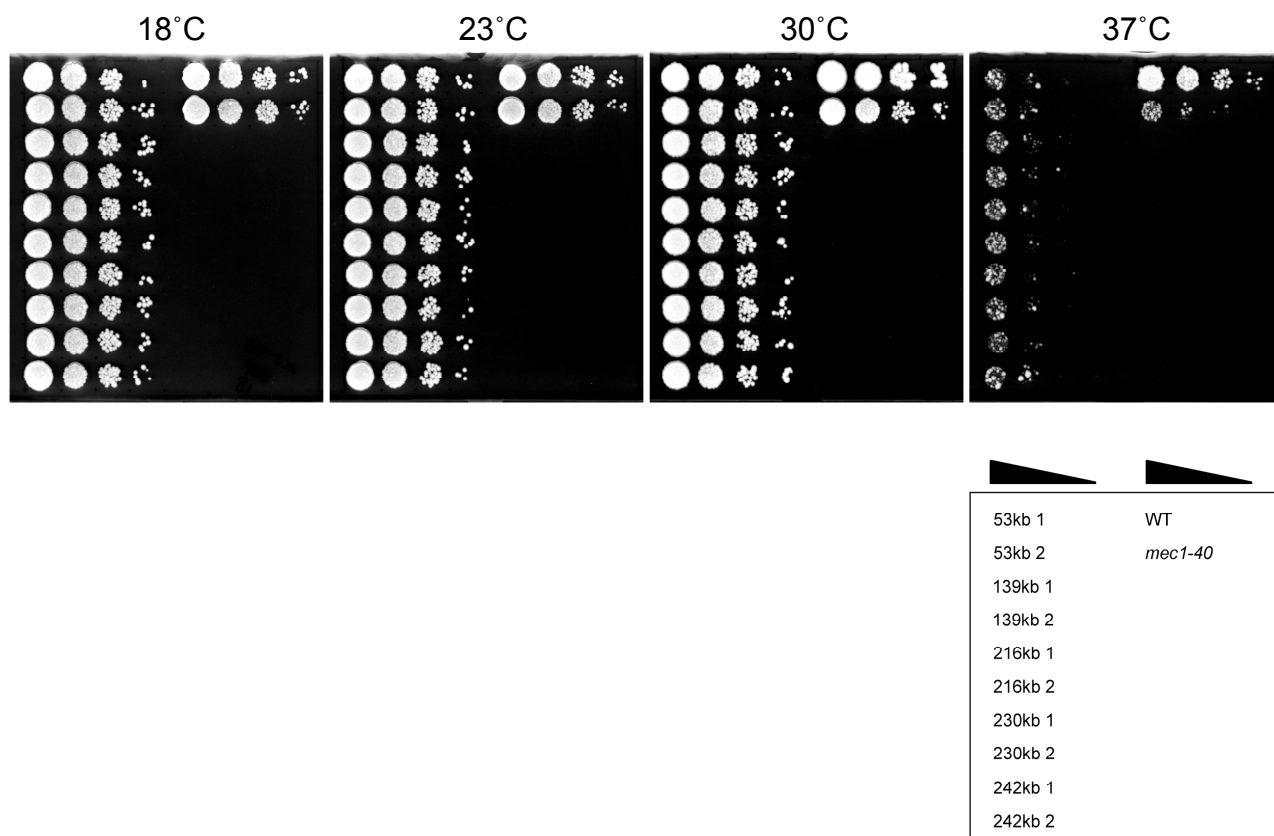 18˚C 23˚C 30˚C 37˚C
53kb 1 WT
53kb 2 mec1-40
139kb 1
139kb 2
216kb 1
216kb 2
230kb 1
230kb 2
242kb 1
242kb 2